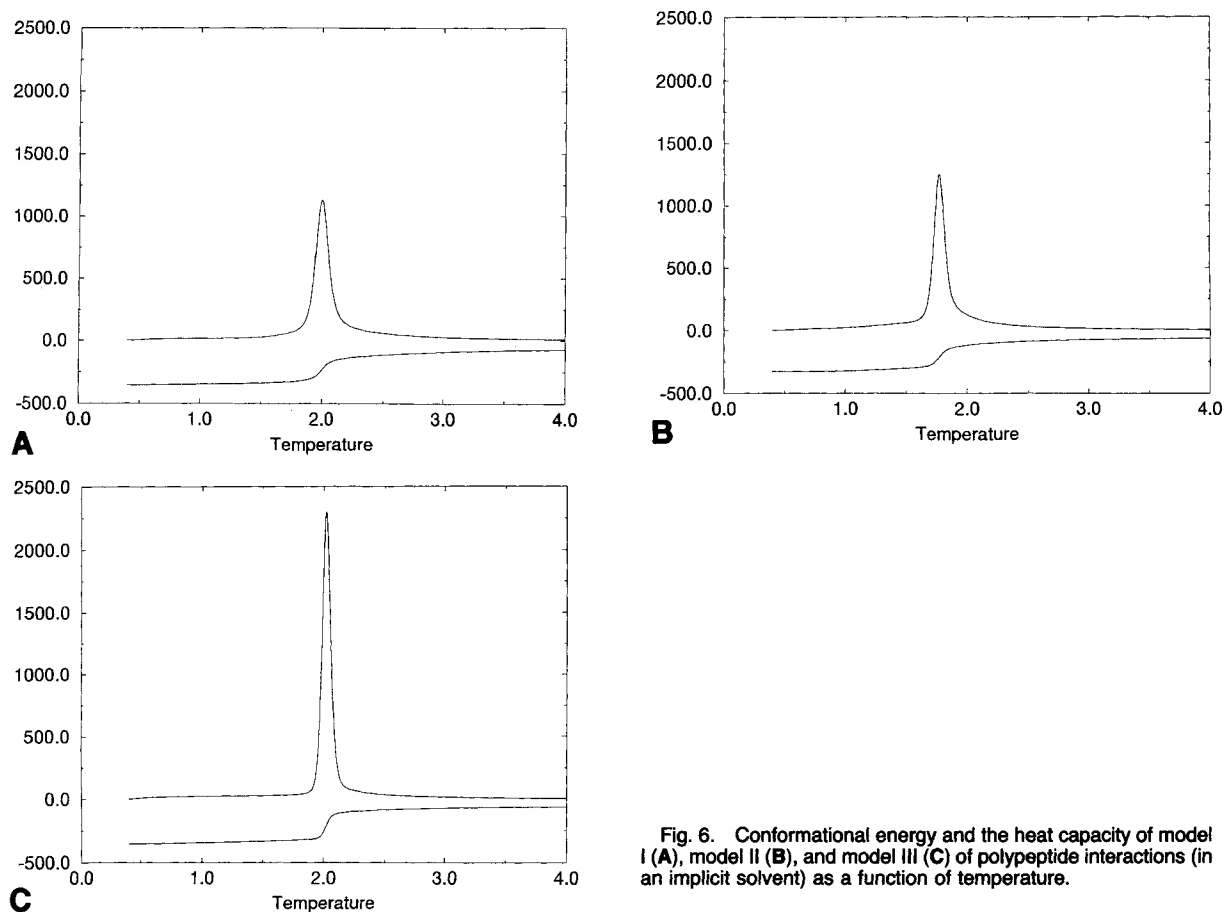 2500.0
2000.0
1500.0
1000.0
500.0
0.0
-500.0
0.0 1.0 2.0 3.0 4.0
Temperature
A
2500.0
2000.0
1500.0
1000.0
500.0
0.0
-500.0
0.0 1.0 2.0 3.0 4.0
Temperature
B
2500.0
2000.0
1500.0
1000.0
500.0
0.0
-500.0
0.0 1.0 2.0 3.0 4.0
Temperature
C
Fig. 6. Conformational energy and the heat capacity of model
I (A), model II (B), and model III (C) of polypeptide interactions (in
an implicit solvent) as a function of temperature.